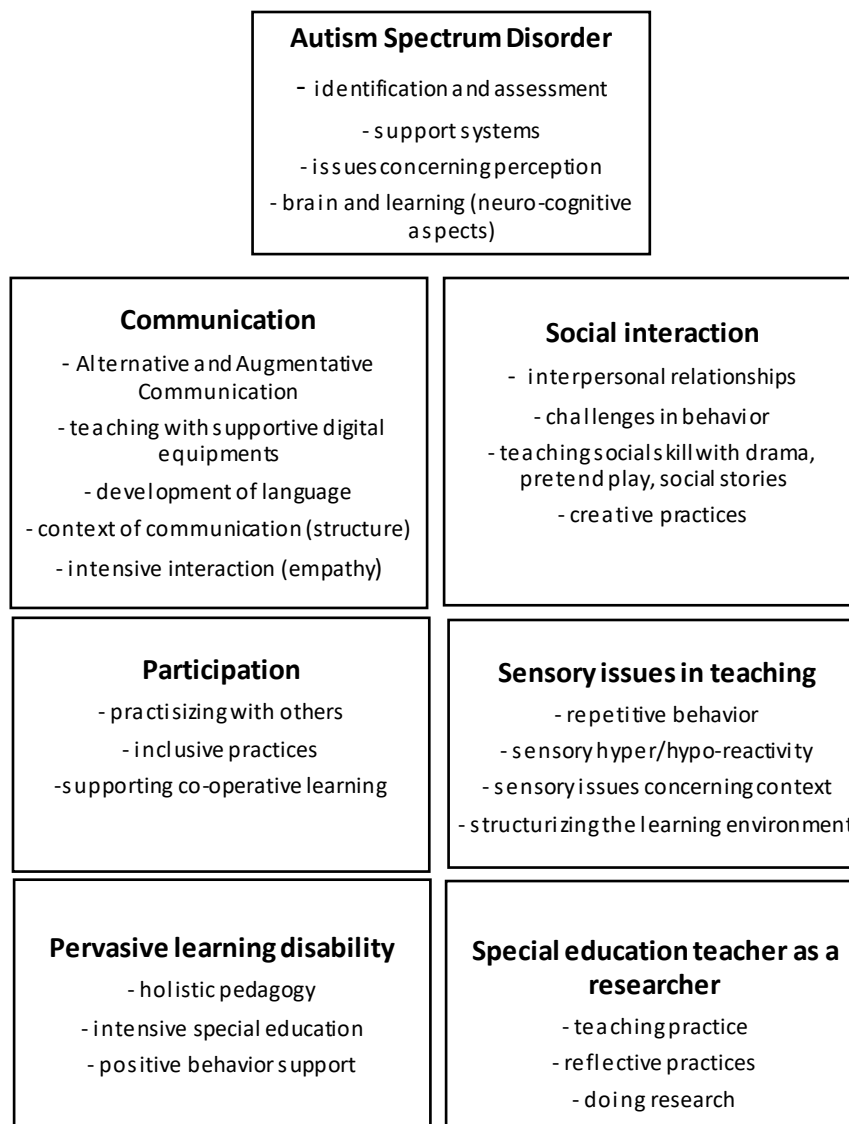 Autism Spectrum Disorder
- identification and assessment
- support systems
- issues concerning perception
- brain and learning (neuro-cognitive
aspects)
Communication
- Alternative and Augmentative
Communication
- teaching with supportive digital
equipments
- development of language
- context of communication (structure)
- intensive interaction (empathy)
Social interaction
- interpersonal relationships
- challenges in behavior
- teaching social skill with drama,
pretend play, social stories
- creative practices
Participation
- practisizing with others
- inclusive practices
-supporting co-operative learning
Sensory issues in teaching
- repetitive behavior
- sensory hyper/hypo-reactivity
- sensory issues concerning context
- structurizing the learning environment
Pervasive learning disability
- holistic pedagogy
- intensive special education
- positive behavior support
Special education teacher as a
researcher
- teaching practice
- reflective practices
- doing research